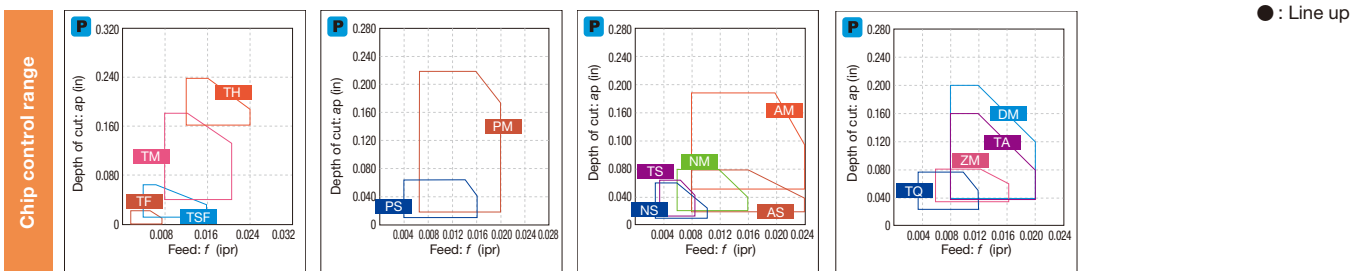 Chip control range
P
Depth of cut: ap (in)
0.320
0.240
0.160
0.080
0
TH
TM
TF
TSF
0.008 0.016 0.024 0.032
Feed: f (ipr)
P
Depth of cut: ap (in)
0.280
0.200
0.160
0.120
0.080
0.040
0
PM
PS
0.004 0.008 0.012 0.016 0.020 0.024 0.028
Feed: f (ipr)
P
Depth of cut: ap (in)
0.280
0.200
0.160
0.100
0.080
0.040
0
AM
NM
TS
NS
AS
0.004 0.008 0.012 0.016 0.020 0.024
Feed: f (ipr)
P
Depth of cut: ap (in)
0.280
0.240
0.200
0.160
0.120
0.080
0.040
0
DM
TA
ZM
TQ
0.004 0.008 0.012 0.016 0.020 0.024
Feed: f (ipr)
● : Line up